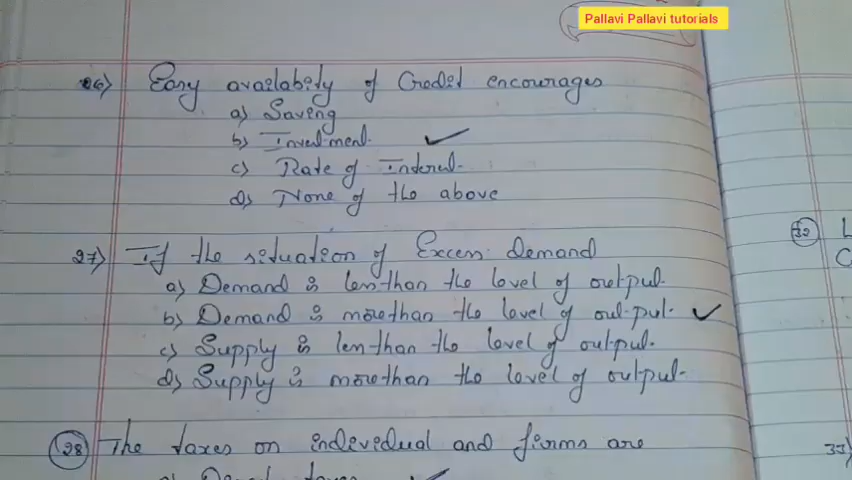 Pallavi Pallavi tutorials
26) Easy availabity of Credit encourages
a) Saving
b) Investment ✓
c) Rate of Interest
d) None of the above
27) If the situation of Excess demand
a) Demand is less than the level of output
b) Demand is more than the level of output ✓
c) Supply is less than the level of output
d) Supply is more than the level of output
28) The taxes on individual and firms are
a) taxes ✓
32
33)